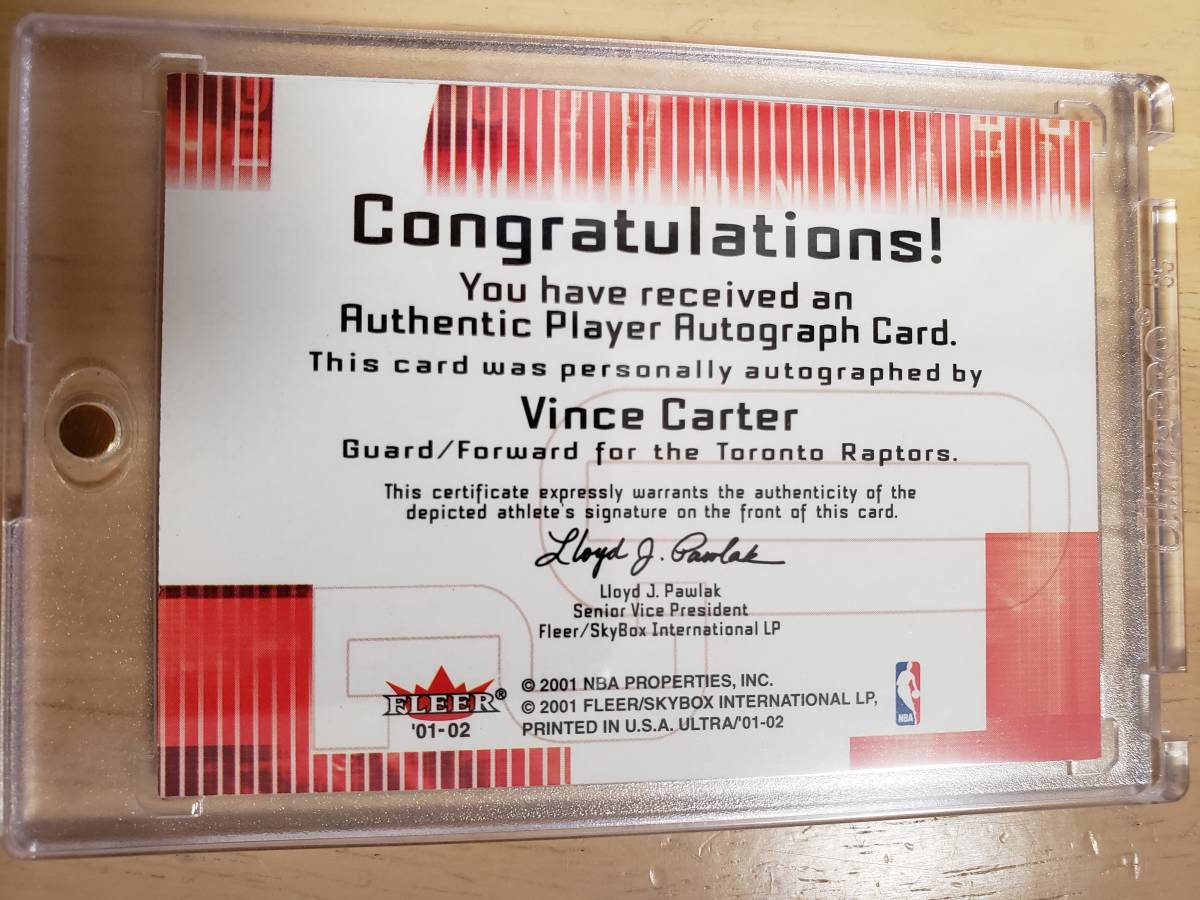 Congratulations!
You have received an
Authentic Player Autograph Card.
This card was personally autographed by
Vince Carter
Guard/Forward for the Toronto Raptors.
This certificate expressly warrants the authenticity of the
depicted athlete's signature on the front of this card.
Lloyd J. Pawlak
Lloyd J. Pawlak
Senior Vice President
Fleer/SkyBox International LP
FLEER®
'01-02
© 2001 NBA PROPERTIES, INC.
© 2001 FLEER/SKYBOX INTERNATIONAL LP,
PRINTED IN U.S.A. ULTRA/'01-02
NBA